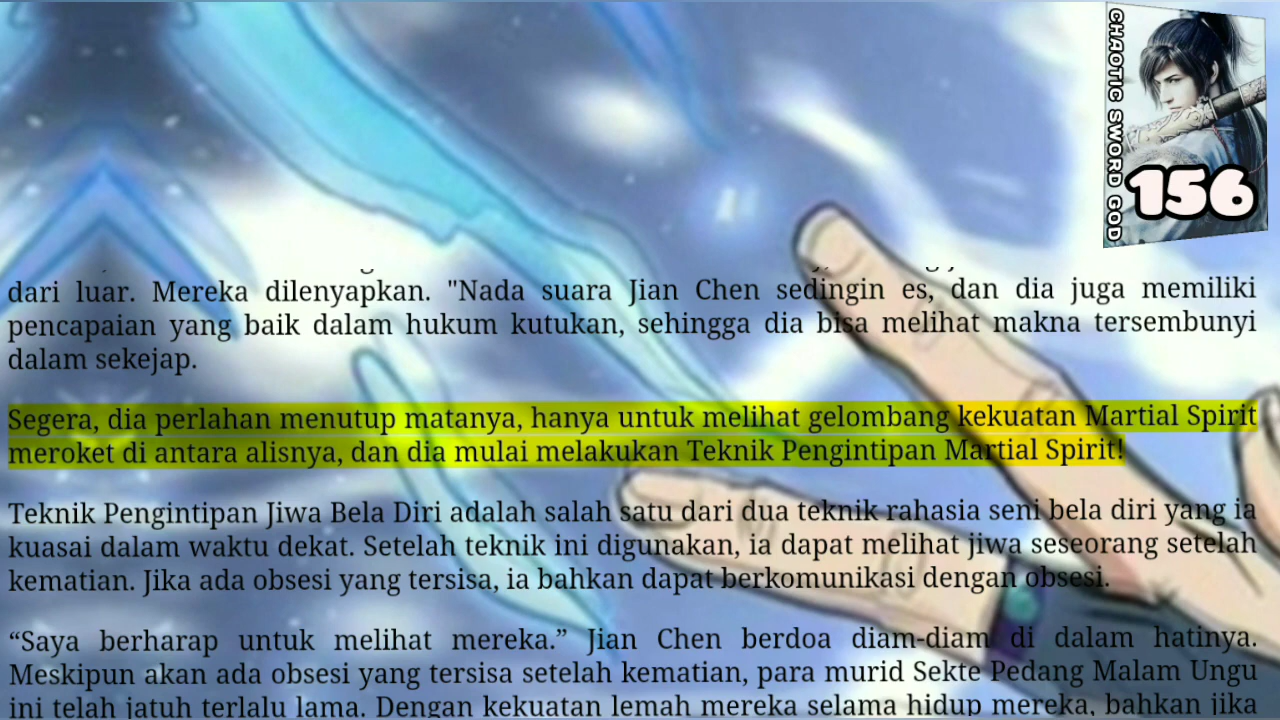 CHAOTIC SWORD GOD
156
dari luar. Mereka dilenyapkan. "Nada suara Jian Chen sedingin es, dan dia juga memiliki
pencapaian yang baik dalam hukum kutukan, sehingga dia bisa melihat makna tersembunyi
dalam sekejap.
Segera, dia perlahan menutup matanya, hanya untuk melihat gelombang kekuatan Martial Spirit
meroket di antara alisnya, dan dia mulai melakukan Teknik Pengintipan Martial Spirit!
Teknik Pengintipan Jiwa Bela Diri adalah salah satu dari dua teknik rahasia seni bela diri yang ia
kuasai dalam waktu dekat. Setelah teknik ini digunakan, ia dapat melihat jiwa seseorang setelah
kematian. Jika ada obsesi yang tersisa, ia bahkan dapat berkomunikasi dengan obsesi.
“Saya berharap untuk melihat mereka.” Jian Chen berdoa diam-diam di dalam hatinya.
Meskipun akan ada obsesi yang tersisa setelah kematian, para murid Sekte Pedang Malam Ungu
ini telah jatuh terlalu lama. Dengan kekuatan lemah mereka selama hidup mereka, bahkan jika